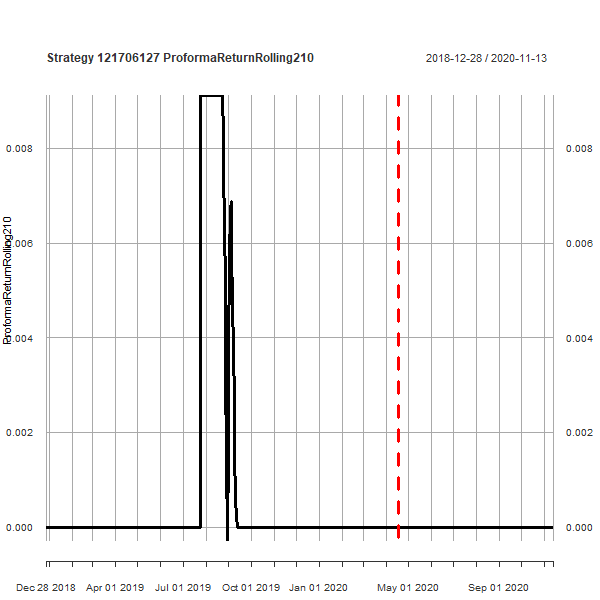 Strategy 121706127 ProformaReturnRolling210
2018-12-28 / 2020-11-13
0.008
0.008
ProformaReturnRolling210
0.006
0.006
0.004
0.004
0.002
0.002
0.000
0.000
Dec 28 2018
Apr 01 2019
Jul 01 2019
Oct 01 2019
Jan 01 2020
May 01 2020
Sep 01 2020